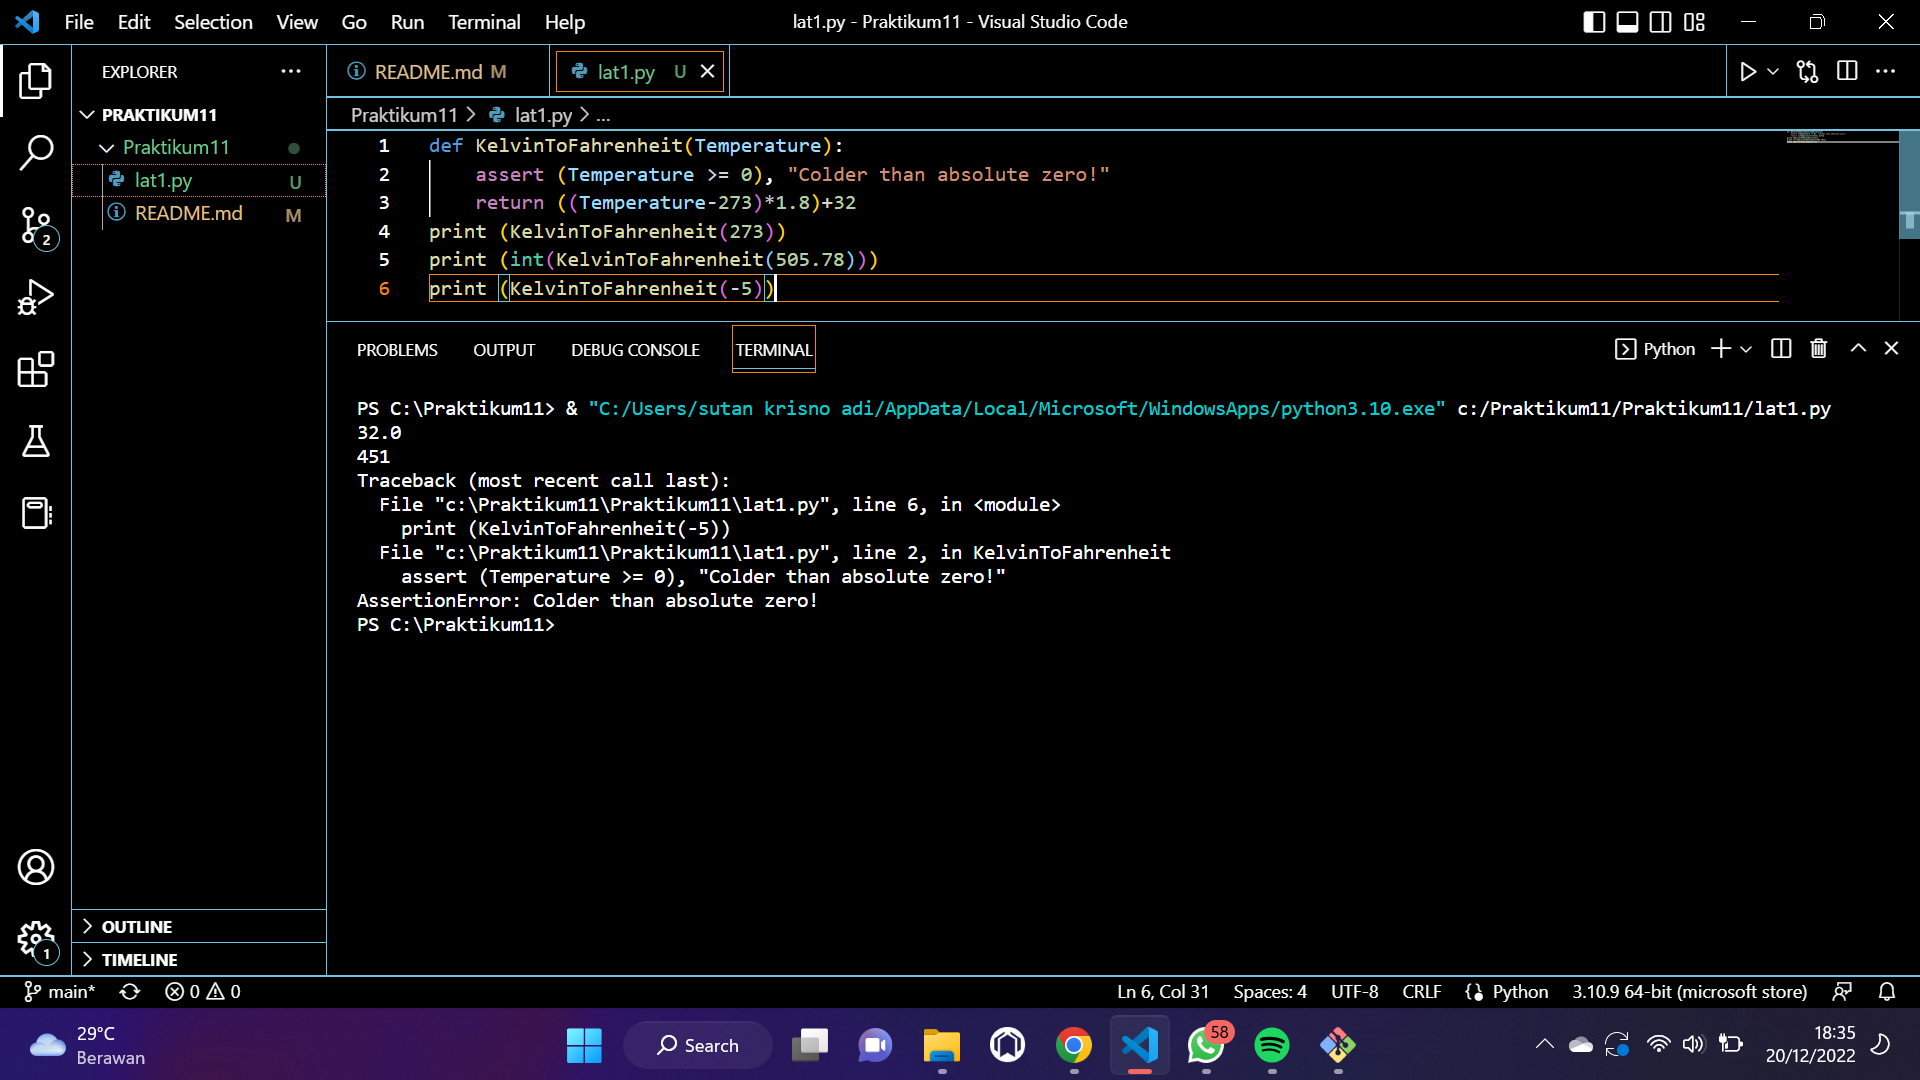 File Edit Selection View Go Run Terminal Help
lat1.py - Praktikum11 - Visual Studio Code
EXPLORER
PRAKTIKUM11
Praktikum11
lat1.py U
README.md M
2
1
OUTLINE
TIMELINE
README.md M
lat1.py U
Praktikum11 > lat1.py > ...
1 def KelvinToFahrenheit(Temperature):
2 assert (Temperature >= 0), "Colder than absolute zero!"
3 return ((Temperature-273)*1.8)+32
4 print (KelvinToFahrenheit(273))
5 print (int(KelvinToFahrenheit(505.78)))
6 print (KelvinToFahrenheit(-5))
PROBLEMS OUTPUT DEBUG CONSOLE TERMINAL
Python
PS C:\Praktikum11> & "C:/Users/sutan krisno adi/AppData/Local/Microsoft/WindowsApps/python3.10.exe" c:/Praktikum11/Praktikum11/lat1.py
32.0
451
Traceback (most recent call last):
File "c:\Praktikum11\Praktikum11\lat1.py", line 6, in <module>
print (KelvinToFahrenheit(-5))
File "c:\Praktikum11\Praktikum11\lat1.py", line 2, in KelvinToFahrenheit
assert (Temperature >= 0), "Colder than absolute zero!"
AssertionError: Colder than absolute zero!
PS C:\Praktikum11>
main* 0 0
Ln 6, Col 31 Spaces: 4 UTF-8 CRLF Python 3.10.9 64-bit (microsoft store)
29°C
Berawan
Search
58
18:35
20/12/2022